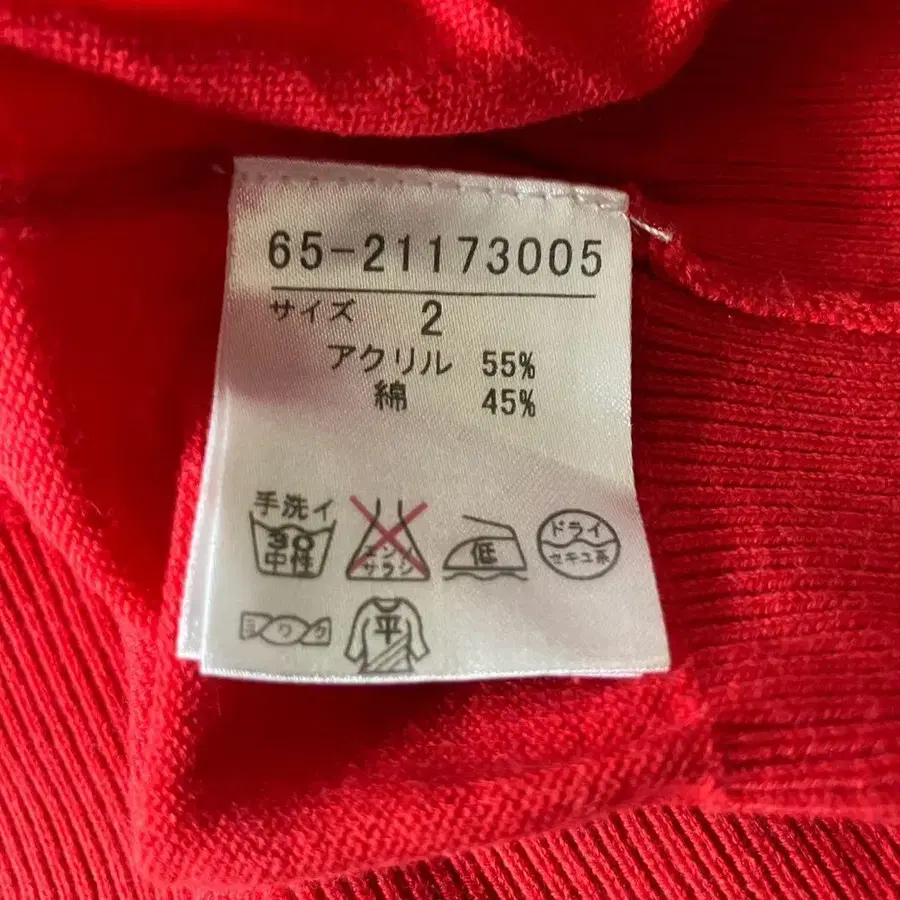 65-21173005
サイズ 2
アクリル 55%
綿 45%
手洗イ
30
中性
エンソ
サラシ
低
ドライ
セキユ系
ヨワク
平